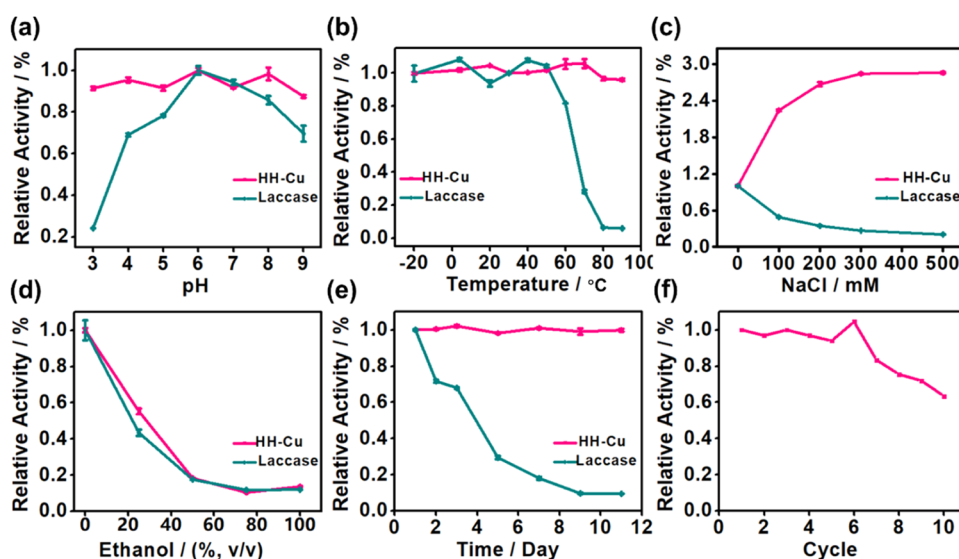 (a)
Relative Activity / %
1.0
0.8
0.6
0.4
0.2
HH-Cu
Laccase
3 4 5 6 7 8 9
pH
(b)
Relative Activity / %
1.2
1.0
0.8
0.6
0.4
0.2
0.0
HH-Cu
Laccase
-20 0 20 40 60 80 100
Temperature / °C
(c)
Relative Activity / %
3.0
2.4
1.8
1.2
0.6
0.0
HH-Cu
Laccase
0 100 200 300 400 500
NaCl / mM
(d)
Relative Activity / %
1.0
0.8
0.6
0.4
0.2
0.0
HH-Cu
Laccase
0 20 40 60 80 100
Ethanol / (%, v/v)
(e)
Relative Activity / %
1.0
0.8
0.6
0.4
0.2
0.0
HH-Cu
Laccase
0 2 4 6 8 10 12
Time / Day
(f)
Relative Activity / %
1.0
0.8
0.6
0.4
0.2
0.0
0 2 4 6 8 10
Cycle